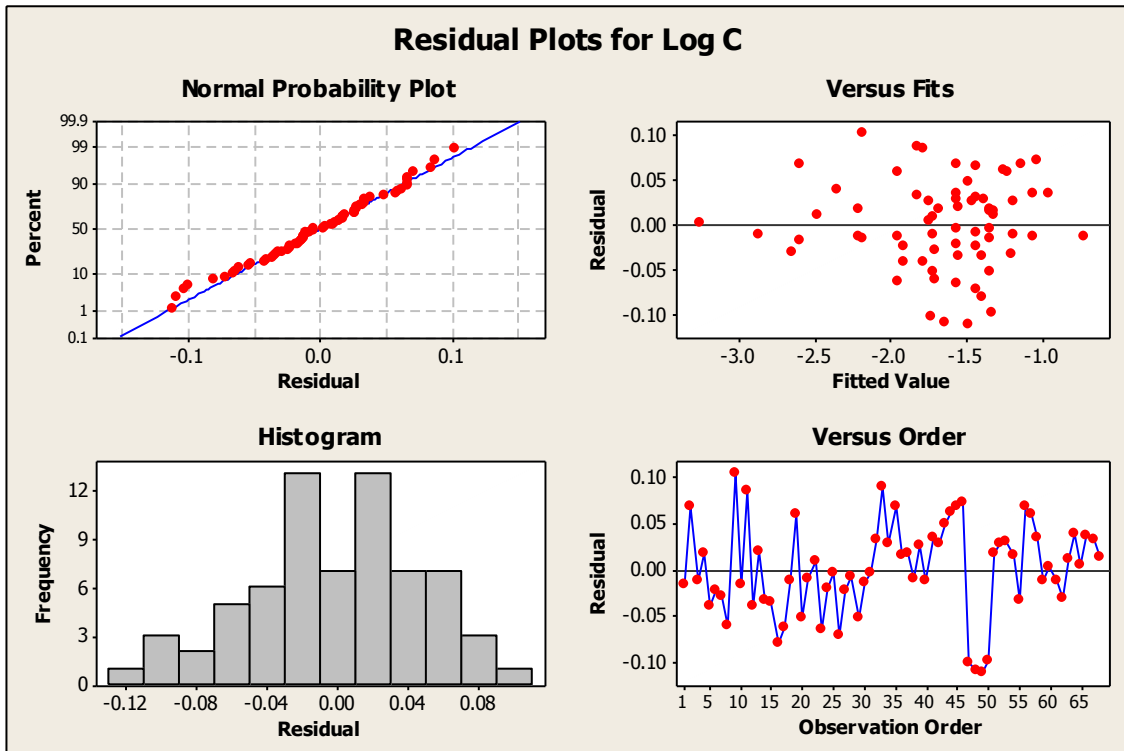 Residual Plots for Log C
Normal Probability Plot
99.9
99
90
50
10
1
0.1
Percent
-0.1 0.0 0.1
Residual
Versus Fits
0.10
0.05
0.00
-0.05
-0.10
Residual
-3.0 -2.5 -2.0 -1.5 -1.0
Fitted Value
Histogram
12
9
6
3
0
Frequency
-0.12 -0.08 -0.04 0.00 0.04 0.08
Residual
Versus Order
0.10
0.05
0.00
-0.05
-0.10
Residual
1 5 10 15 20 25 30 35 40 45 50 55 60 65
Observation Order